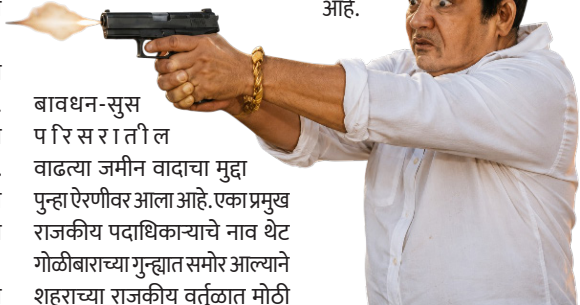 आहे.
बावधन-सुस
परिसरातील
वाढत्या जमीन वादाचा मुद्दा
पुन्हा ऐरणीवर आला आहे. एका प्रमुख
राजकीय पदाधिकाऱ्याचे नाव थेट
गोळीबाराच्या गुन्ह्यात समोर आल्याने
शहराच्या राजकीय वर्तुळात मोठी